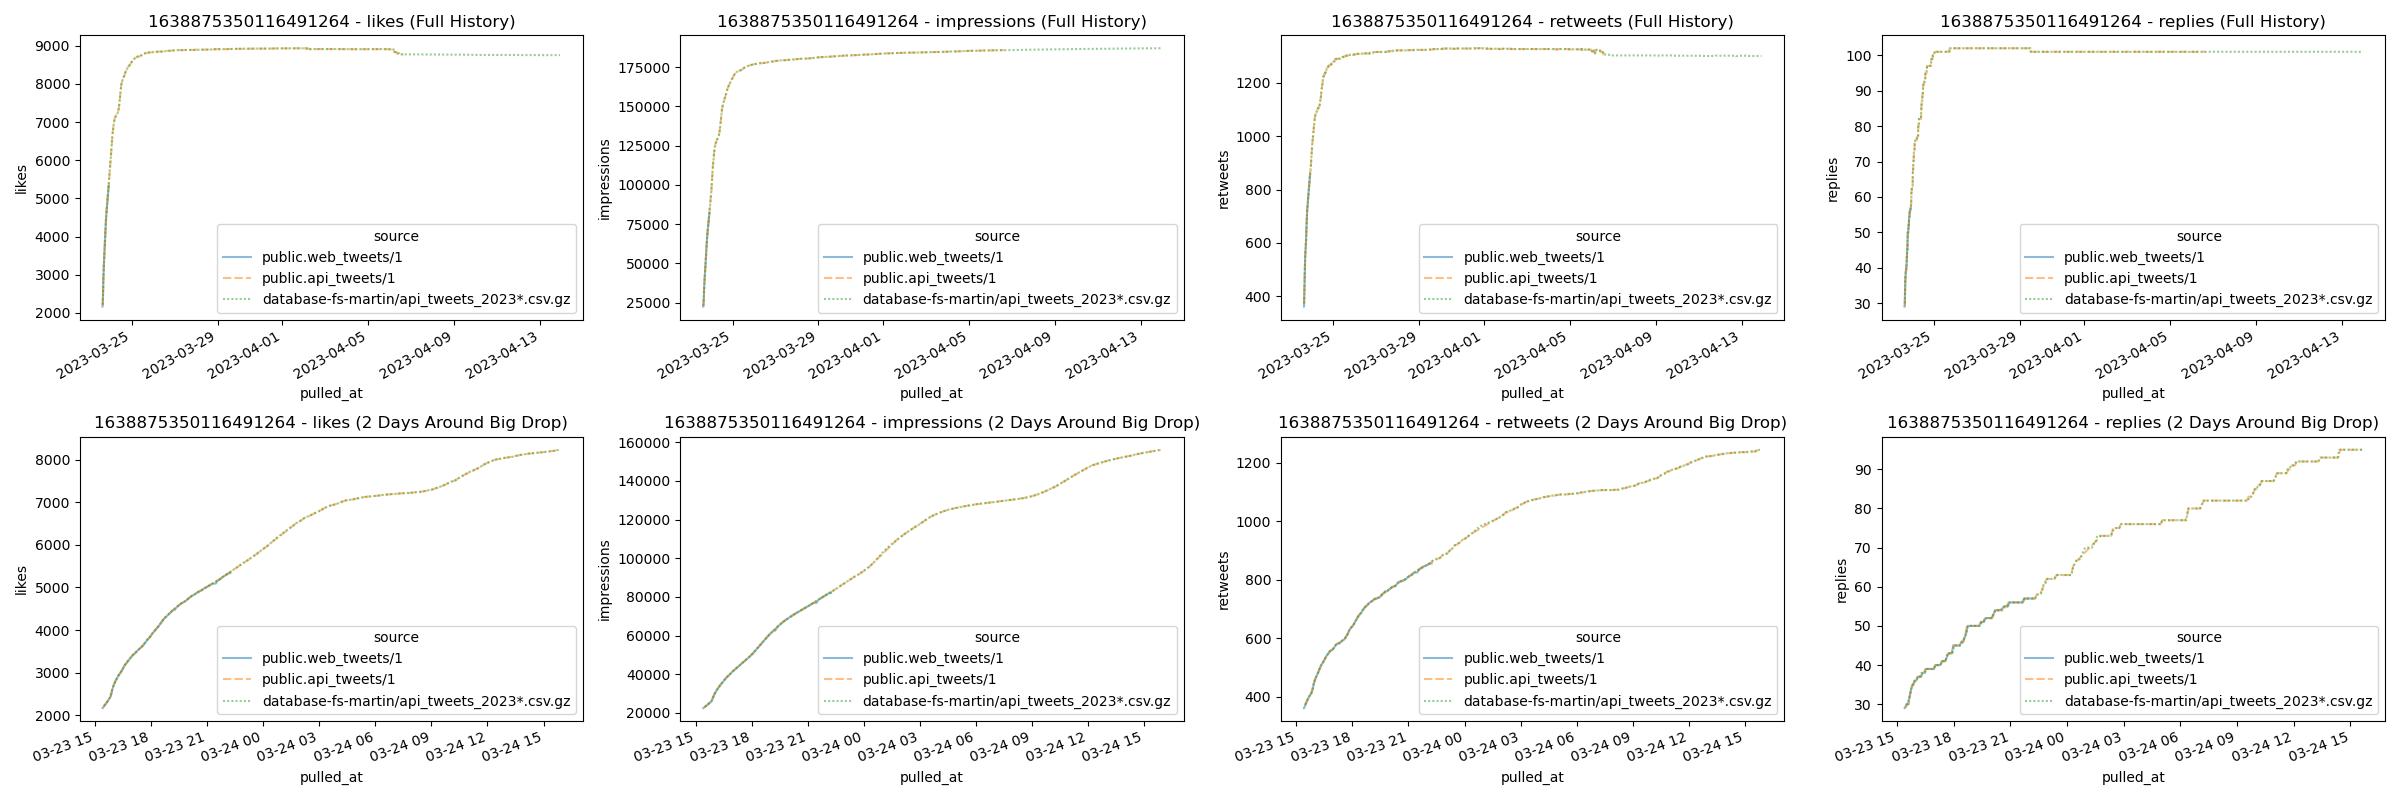 1638875350116491264 - likes (Full History)
9000
8000
7000
6000
5000
4000
3000
2000
likes
source
public.web_tweets/1
public.api_tweets/1
database-fs-martin/api_tweets_2023*.csv.gz
2023-03-25
2023-03-29
2023-04-01
2023-04-05
2023-04-09
2023-04-13
pulled_at
1638875350116491264 - impressions (Full History)
175000
150000
125000
100000
75000
50000
25000
impressions
source
public.web_tweets/1
public.api_tweets/1
database-fs-martin/api_tweets_2023*.csv.gz
2023-03-25
2023-03-29
2023-04-01
2023-04-05
2023-04-09
2023-04-13
pulled_at
1638875350116491264 - retweets (Full History)
1200
1000
800
600
400
retweets
source
public.web_tweets/1
public.api_tweets/1
database-fs-martin/api_tweets_2023*.csv.gz
2023-03-25
2023-03-29
2023-04-01
2023-04-05
2023-04-09
2023-04-13
pulled_at
1638875350116491264 - replies (Full History)
100
90
80
70
60
50
40
30
replies
source
public.web_tweets/1
public.api_tweets/1
database-fs-martin/api_tweets_2023*.csv.gz
2023-03-25
2023-03-29
2023-04-01
2023-04-05
2023-04-09
2023-04-13
pulled_at
1638875350116491264 - likes (2 Days Around Big Drop)
8000
7000
6000
5000
4000
3000
2000
likes
source
public.web_tweets/1
public.api_tweets/1
database-fs-martin/api_tweets_2023*.csv.gz
03-23 15
03-23 18
03-23 21
03-24 00
03-24 03
03-24 06
03-24 09
03-24 12
03-24 15
pulled_at
1638875350116491264 - impressions (2 Days Around Big Drop)
160000
140000
120000
100000
80000
60000
40000
20000
impressions
source
public.web_tweets/1
public.api_tweets/1
database-fs-martin/api_tweets_2023*.csv.gz
03-23 15
03-23 18
03-23 21
03-24 00
03-24 03
03-24 06
03-24 09
03-24 12
03-24 15
pulled_at
1638875350116491264 - retweets (2 Days Around Big Drop)
1200
1000
800
600
400
retweets
source
public.web_tweets/1
public.api_tweets/1
database-fs-martin/api_tweets_2023*.csv.gz
03-23 15
03-23 18
03-23 21
03-24 00
03-24 03
03-24 06
03-24 09
03-24 12
03-24 15
pulled_at
1638875350116491264 - replies (2 Days Around Big Drop)
90
80
70
60
50
40
30
replies
source
public.web_tweets/1
public.api_tweets/1
database-fs-martin/api_tweets_2023*.csv.gz
03-23 15
03-23 18
03-23 21
03-24 00
03-24 03
03-24 06
03-24 09
03-24 12
03-24 15
pulled_at